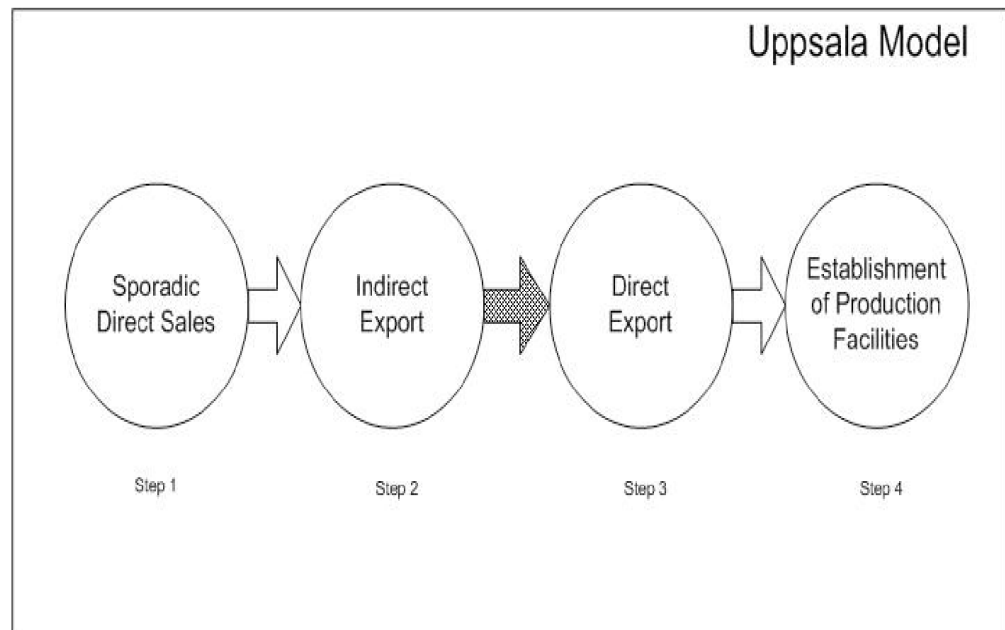 Uppsala Model
Sporadic
Direct Sales
Indirect
Export
Direct
Export
Establishment
of Production
Facilities
Step 1
Step 2
Step 3
Step 4